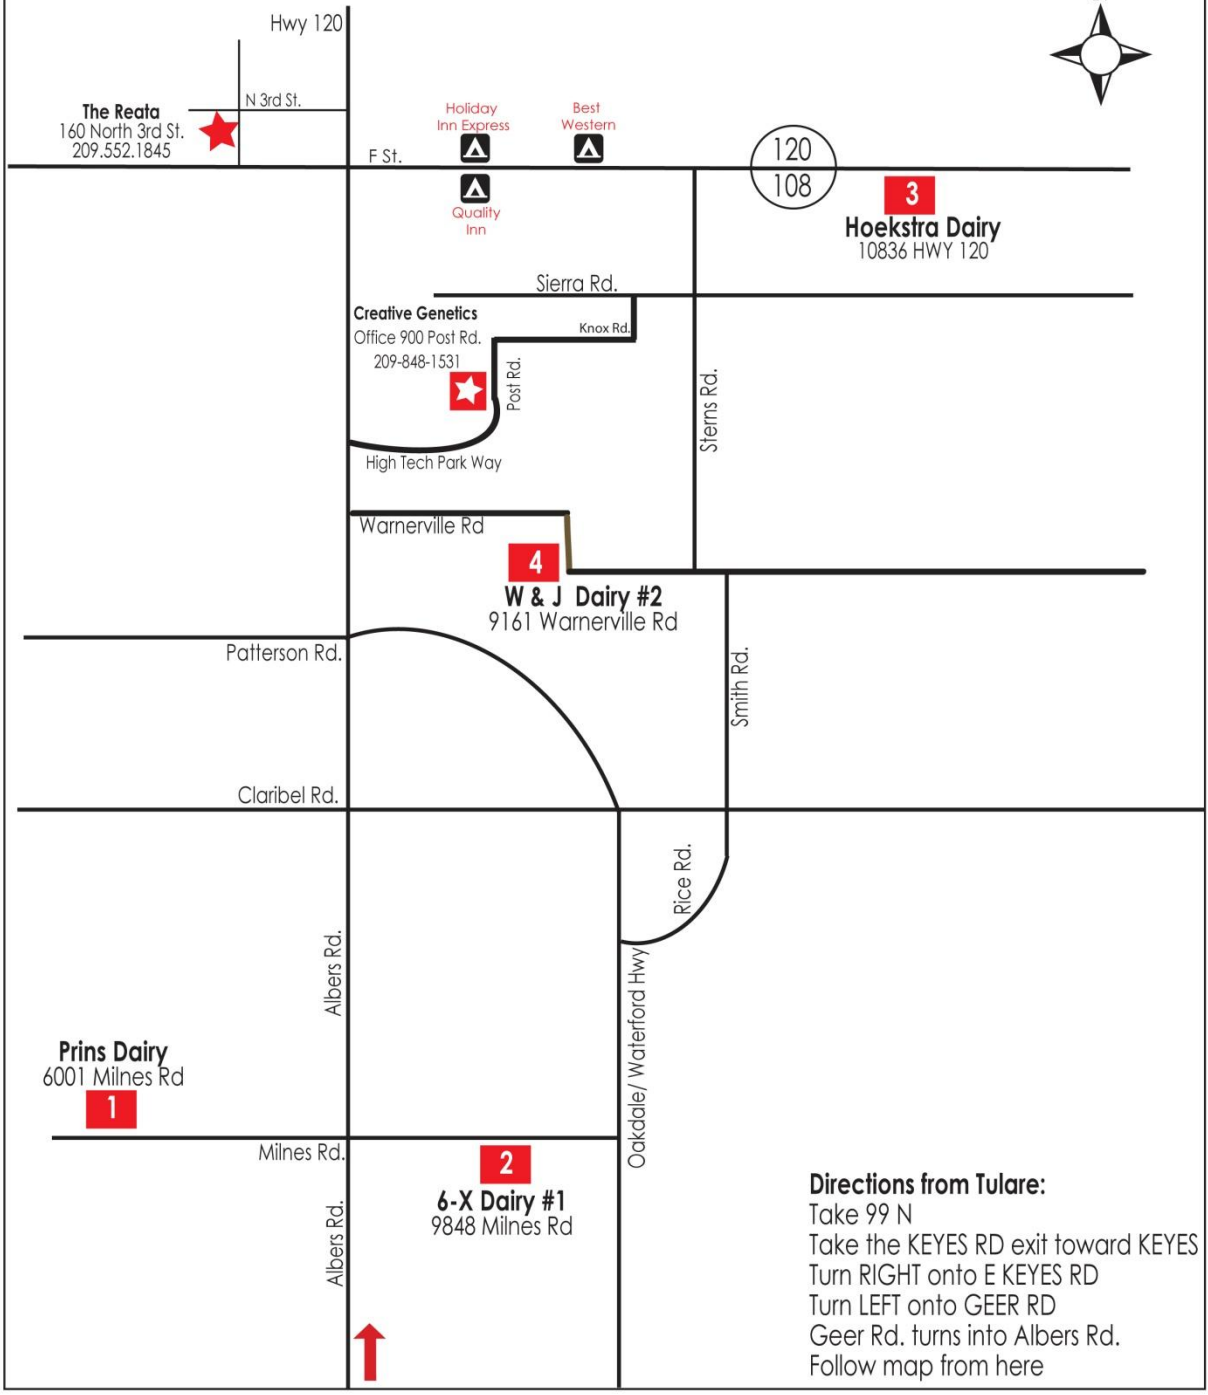 Hwy 120
N 3rd St.
The Reata
160 North 3rd St.
209.552.1845
Holiday
Inn Express
Best
Western
F St.
120
108
Quality
Inn
3
Hoekstra Dairy
10836 HWY 120
Sierra Rd.
Creative Genetics
Office 900 Post Rd.
209-848-1531
Knox Rd.
Post Rd.
Sterns Rd.
High Tech Park Way
Warnerville Rd
4
W & J Dairy #2
9161 Warnerville Rd
Patterson Rd.
Smith Rd.
Claribel Rd.
Rice Rd.
Albers Rd.
Oakdale/ Waterford Hwy
Prins Dairy
6001 Milnes Rd
1
Milnes Rd.
2
6-X Dairy #1
9848 Milnes Rd
Albers Rd.
Directions from Tulare:
Take 99 N
Take the KEYES RD exit toward KEYES
Turn RIGHT onto E KEYES RD
Turn LEFT onto GEER RD
Geer Rd. turns into Albers Rd.
Follow map from here